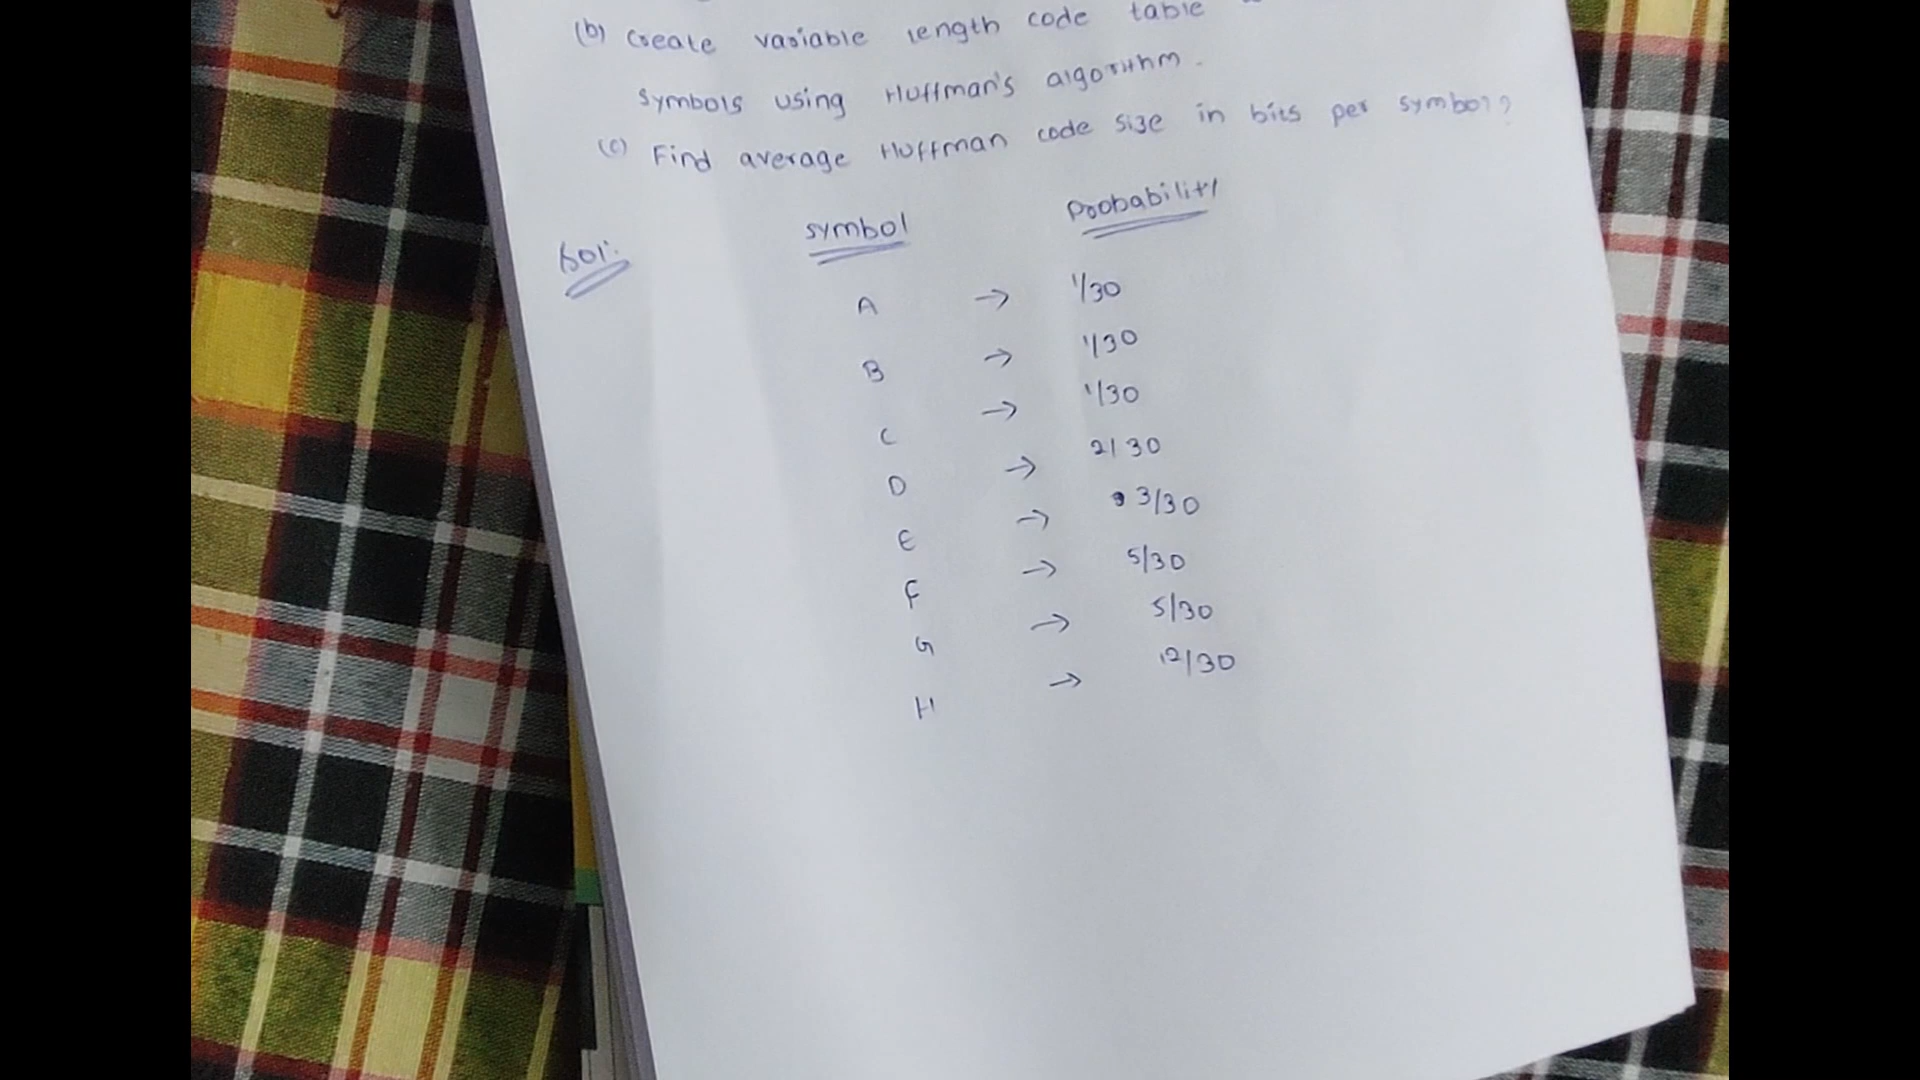 (b) Create variable length code table
symbols using Huffman's algorithm.
(c) Find average Huffman code size in bits per symbol?
Sol:
symbol Probability
A → 1/30
B → 1/30
C → 1/30
D → 2/30
E → 3/30
F → 5/30
G → 5/30
H → 12/30